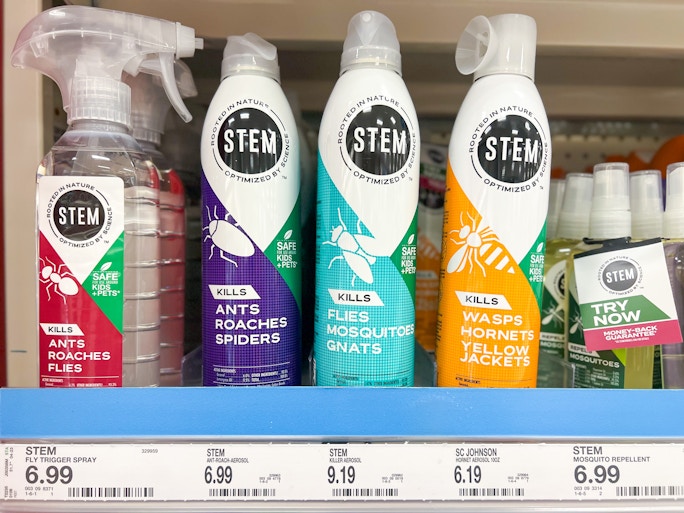 ROOTED IN NATURE
STEM
OPTIMIZED BY SCIENCE
SAFE
KIDS
+PETS*
KILLS
ANTS
ROACHES
FLIES
ROOTED IN NATURE
STEM
OPTIMIZED BY SCIENCE
SAFE
KIDS
+PETS*
KILLS
ANTS
ROACHES
SPIDERS
ROOTED IN NATURE
STEM
OPTIMIZED BY SCIENCE
SAFE
KIDS
+PETS*
KILLS
FLIES
MOSQUITOES
GNATS
ROOTED IN NATURE
STEM
OPTIMIZED BY SCIENCE
SAFE
KIDS
+PETS*
KILLS
WASPS
HORNETS
YELLOW
JACKETS
STEM
TRY
NOW
MONEY-BACK
GUARANTEE*
MOSQUITOES
STEM
FLY TRIGGER SPRAY
6.99
STEM
ANT-ROACH-AEROSOL
6.99
STEM
KILLER AEROSOL
9.19
SC JOHNSON
HORNET AEROSOL 10OZ
6.19
STEM
MOSQUITO REPELLENT
6.99